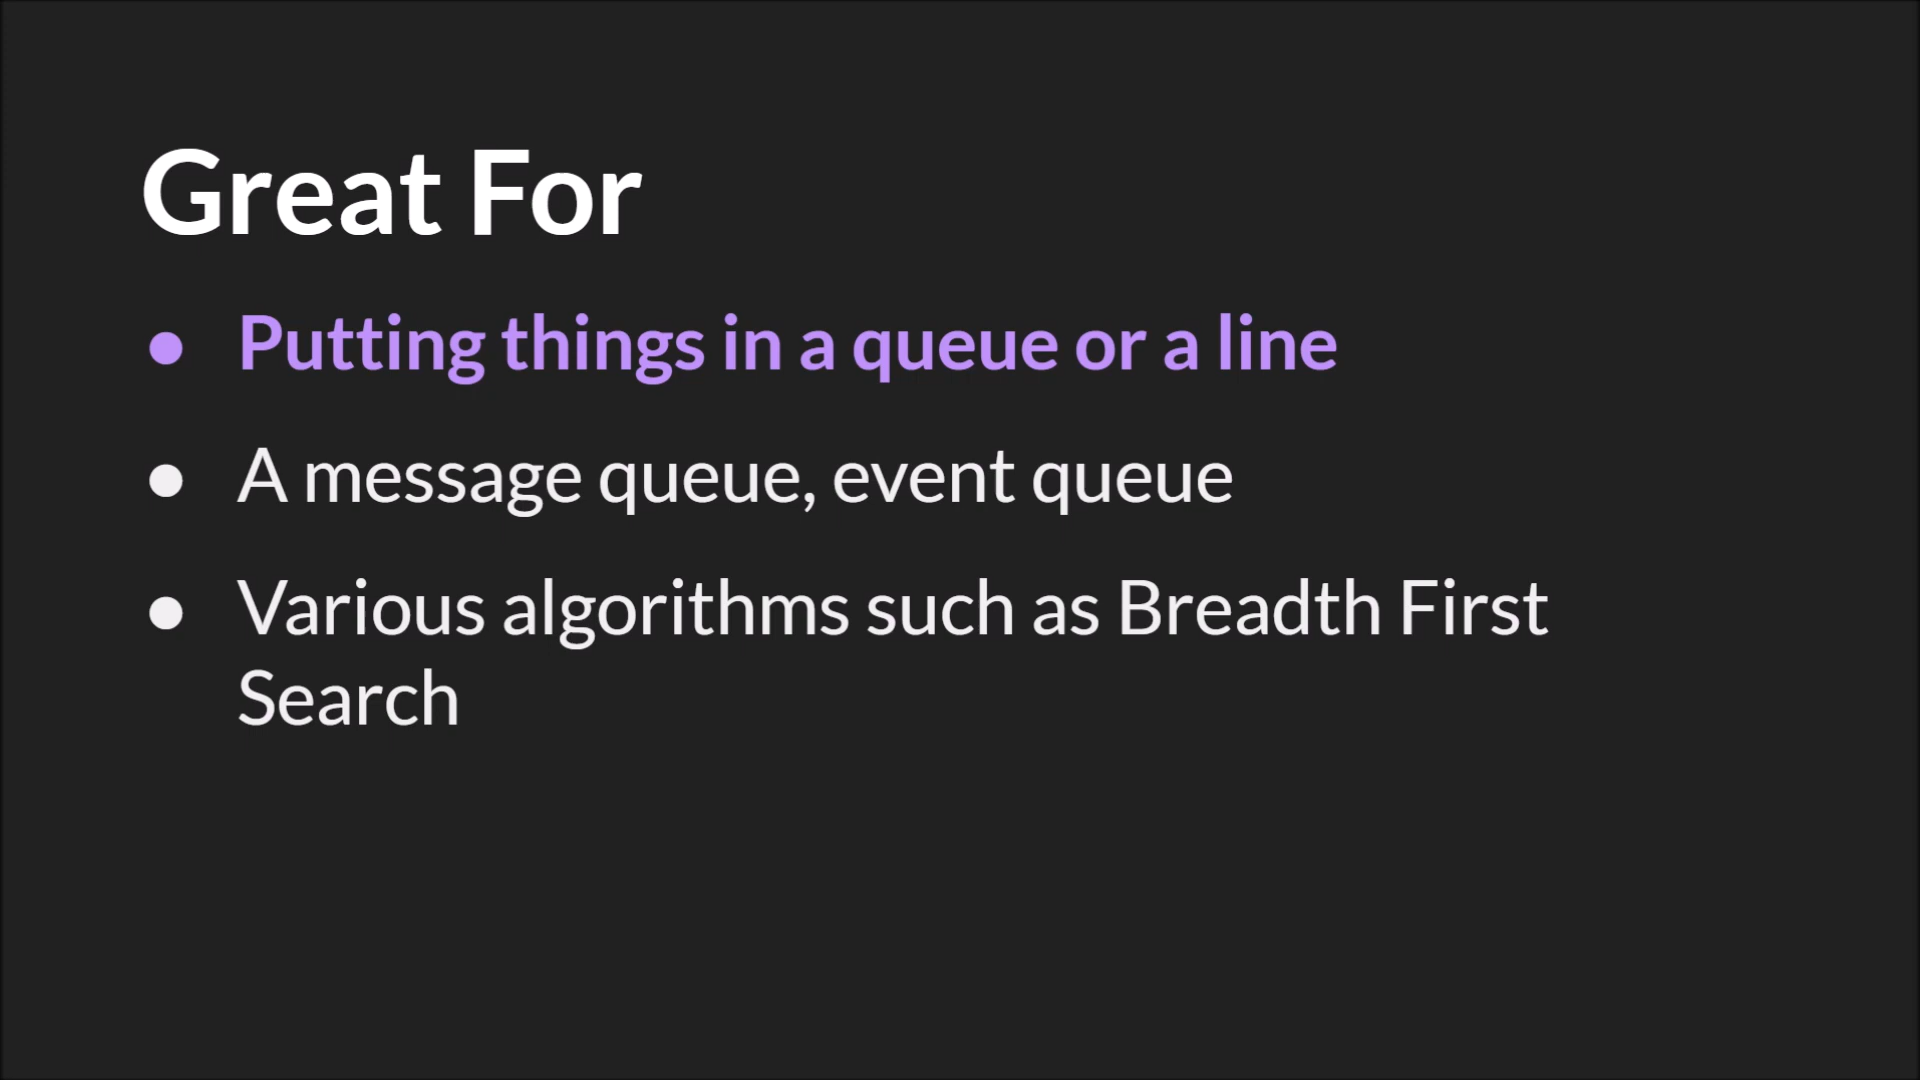 Great For
● Putting things in a queue or a line
● A message queue, event queue
● Various algorithms such as Breadth First
Search